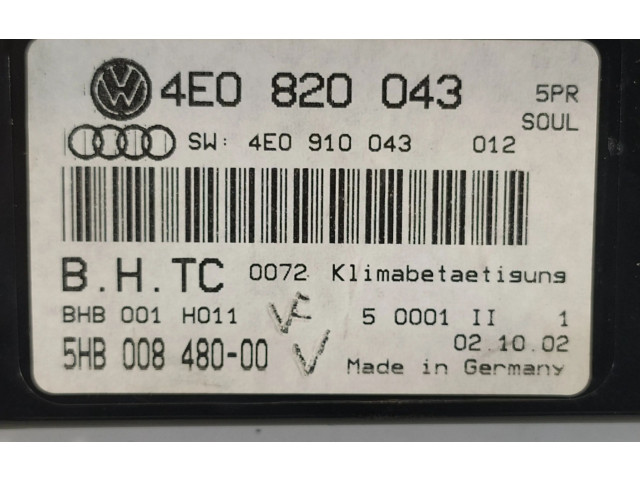 4E0 820 043 5PR
SOUL
SW: 4E0 910 043 012
B.H.TC 0072 Klimabetaetigung
BHB 001 H011 VF 5 0001 II 1
02.10.02
5HB 008 480-00 V Made in Germany